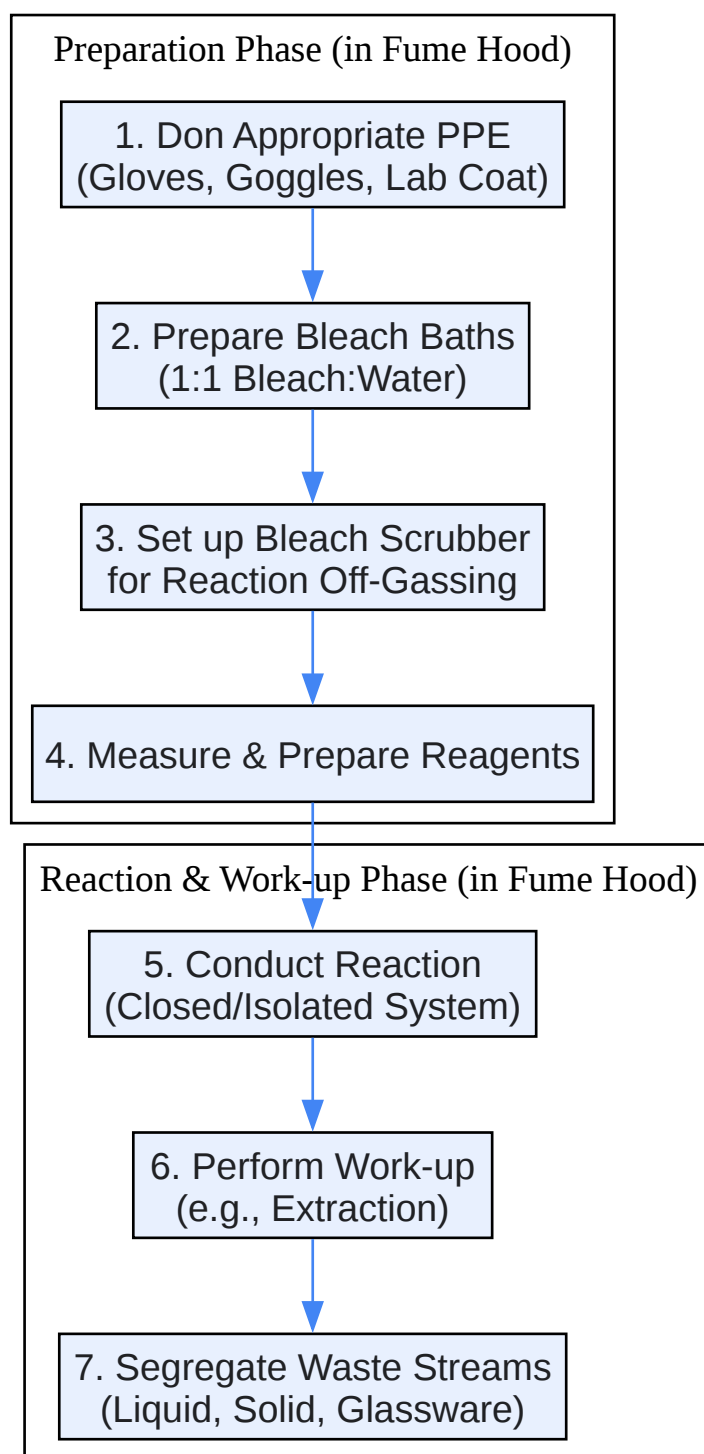 Preparation Phase (in Fume Hood)
1. Don Appropriate PPE
(Gloves, Goggles, Lab Coat)
2. Prepare Bleach Baths
(1:1 Bleach:Water)
3. Set up Bleach Scrubber
for Reaction Off-Gassing
4. Measure & Prepare Reagents
Reaction & Work-up Phase (in Fume Hood)
5. Conduct Reaction
(Closed/Isolated System)
6. Perform Work-up
(e.g., Extraction)
7. Segregate Waste Streams
(Liquid, Solid, Glassware)